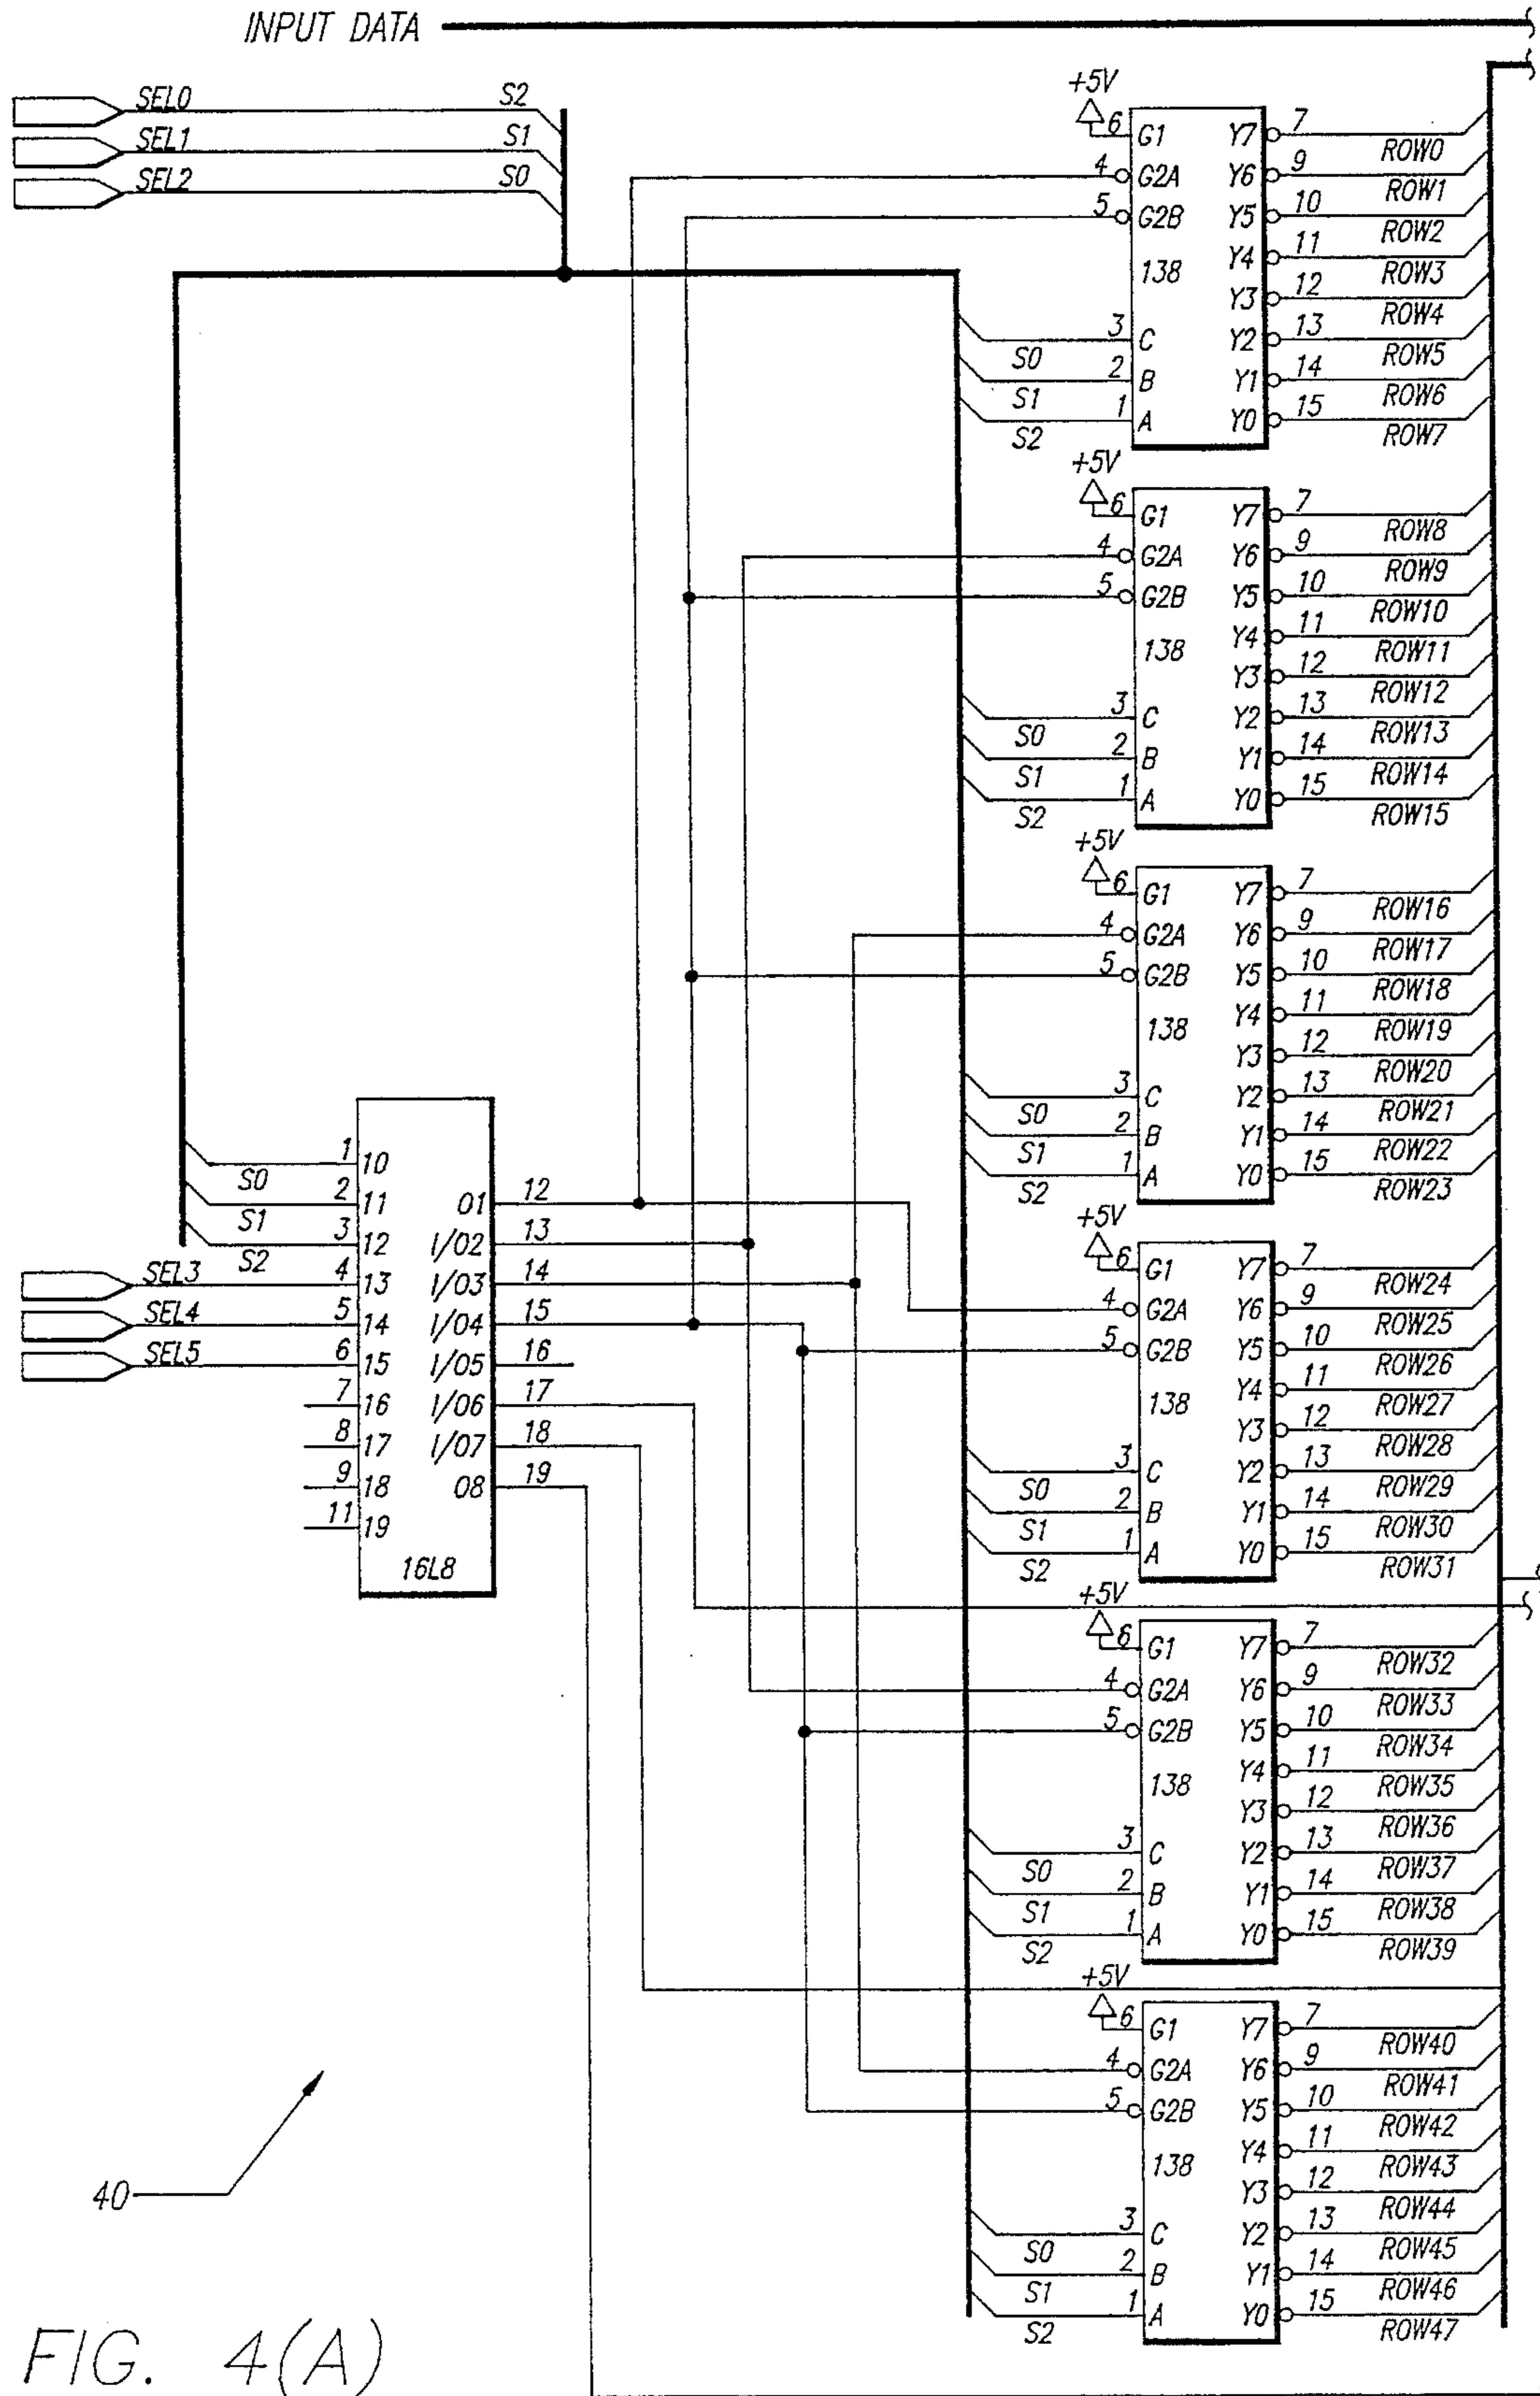 INPUT DATA
SEL0 S2
SEL1 S1
SEL2 S0
+5V
6 G1 Y7 7 ROW0
4 G2A Y6 9 ROW1
5 G2B Y5 10 ROW2
Y4 11 ROW3
138 Y3 12 ROW4
3 C Y2 13 ROW5
S0
2 B Y1 14 ROW6
S1
1 A Y0 15 ROW7
S2
+5V
6 G1 Y7 7 ROW8
4 G2A Y6 9 ROW9
5 G2B Y5 10 ROW10
Y4 11 ROW11
138 Y3 12 ROW12
3 C Y2 13 ROW13
S0
2 B Y1 14 ROW14
S1
1 A Y0 15 ROW15
S2
+5V
6 G1 Y7 7 ROW16
4 G2A Y6 9 ROW17
5 G2B Y5 10 ROW18
Y4 11 ROW19
138 Y3 12 ROW20
3 C Y2 13 ROW21
S0
2 B Y1 14 ROW22
S1
1 A Y0 15 ROW23
S2
1 10
S0
2 11 O1 12
S1
3 12 I/O2 13
S2
SEL3 4 13 I/O3 14
SEL4 5 14 I/O4 15
SEL5 6 15 I/O5 16
7 16 I/O6 17
8 17 I/O7 18
9 18 O8 19
11 19
16L8
+5V
6 G1 Y7 7 ROW24
4 G2A Y6 9 ROW25
5 G2B Y5 10 ROW26
Y4 11 ROW27
138 Y3 12 ROW28
3 C Y2 13 ROW29
S0
2 B Y1 14 ROW30
S1
1 A Y0 15 ROW31
S2
+5V
6 G1 Y7 7 ROW32
4 G2A Y6 9 ROW33
5 G2B Y5 10 ROW34
Y4 11 ROW35
138 Y3 12 ROW36
3 C Y2 13 ROW37
S0
2 B Y1 14 ROW38
S1
1 A Y0 15 ROW39
S2
+5V
6 G1 Y7 7 ROW40
4 G2A Y6 9 ROW41
5 G2B Y5 10 ROW42
Y4 11 ROW43
138 Y3 12 ROW44
3 C Y2 13 ROW45
S0
2 B Y1 14 ROW46
S1
1 A Y0 15 ROW47
S2
40
FIG. 4(A)